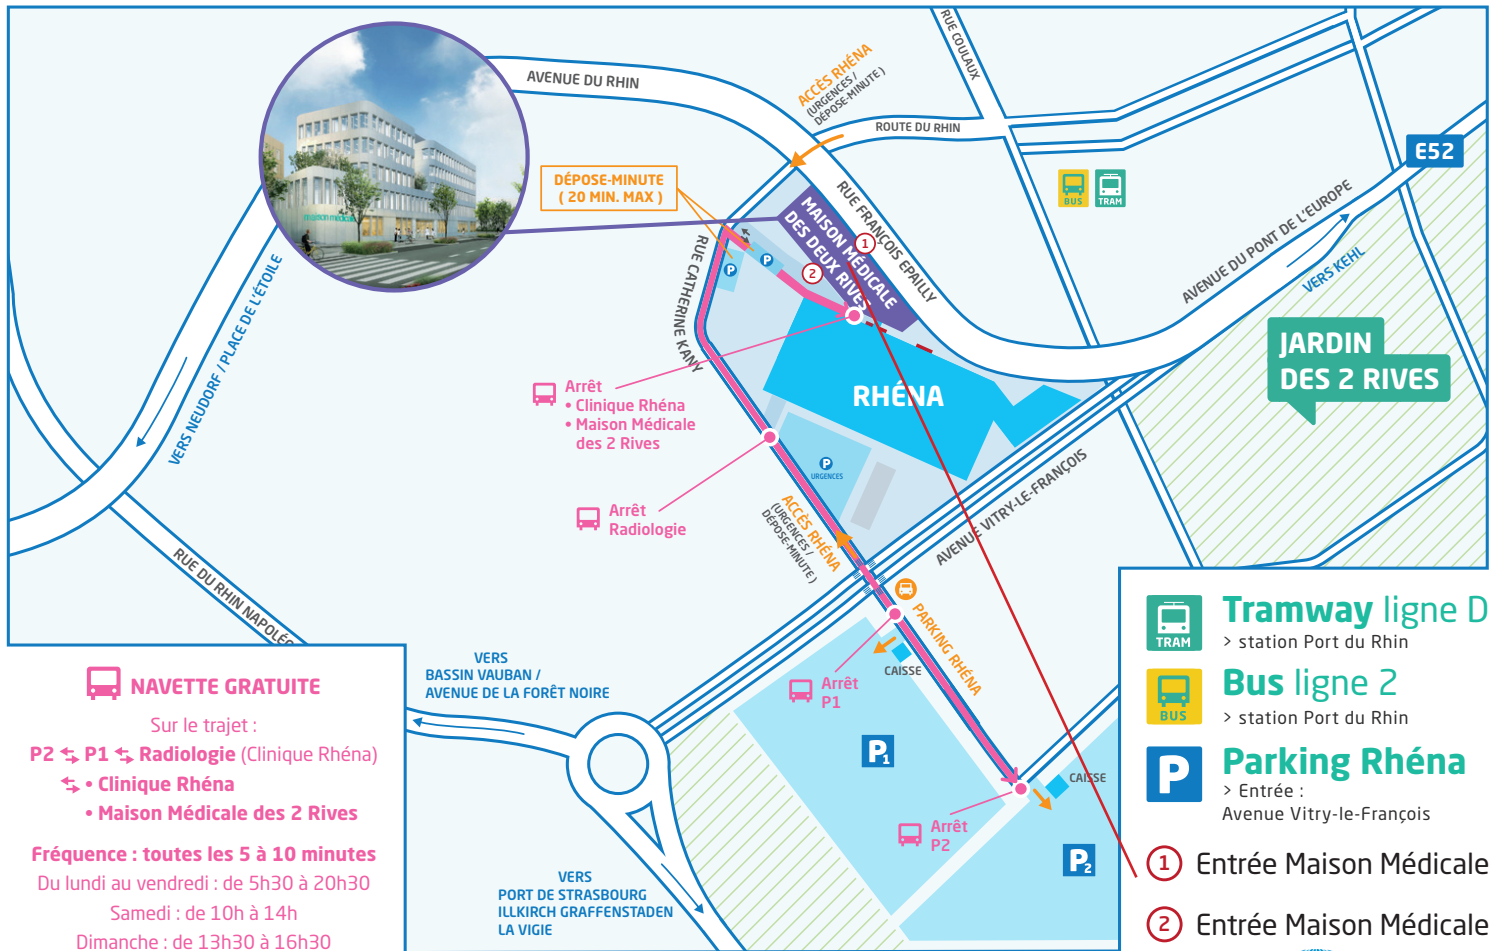 AVENUE DU RHIN
ACCÈS RHÉNA
(URGENCES /
DÉPOSE-MINUTE)
RUE COULAUX
ROUTE DU RHIN
E52
BUS
TRAM
DÉPOSE-MINUTE
( 20 MIN. MAX )
maison médicale
MAISON MÉDICALE
DES DEUX RIVES
1
2
RUE FRANÇOIS EPAILLY
AVENUE DU PONT DE L'EUROPE
VERS KEHL
RUE CATHERINE KANY
P
P
VERS NEUDORF / PLACE DE L'ÉTOILE
JARDIN
DES 2 RIVES
RHÉNA
Arrêt
• Clinique Rhéna
• Maison Médicale
des 2 Rives
P
URGENCES
Arrêt
Radiologie
ACCÈS RHÉNA
(URGENCES /
DÉPOSE-MINUTE)
AVENUE VITRY-LE-FRANÇOIS
RUE DU RHIN NAPOLÉO
PARKING RHÉNA
CAISSE
Arrêt
P1
P1
CAISSE
Arrêt
P2
P2
VERS
BASSIN VAUBAN /
AVENUE DE LA FORÊT NOIRE
VERS
PORT DE STRASBOURG
ILLKIRCH GRAFFENSTADEN
LA VIGIE
NAVETTE GRATUITE
Sur le trajet :
P2 P1 Radiologie (Clinique Rhéna)
• Clinique Rhéna
• Maison Médicale des 2 Rives
Fréquence : toutes les 5 à 10 minutes
Du lundi au vendredi : de 5h30 à 20h30
Samedi : de 10h à 14h
Dimanche : de 13h30 à 16h30
TRAM
Tramway ligne D
> station Port du Rhin
BUS
Bus ligne 2
> station Port du Rhin
P
Parking Rhéna
> Entrée :
Avenue Vitry-le-François
1 Entrée Maison Médicale
2 Entrée Maison Médicale